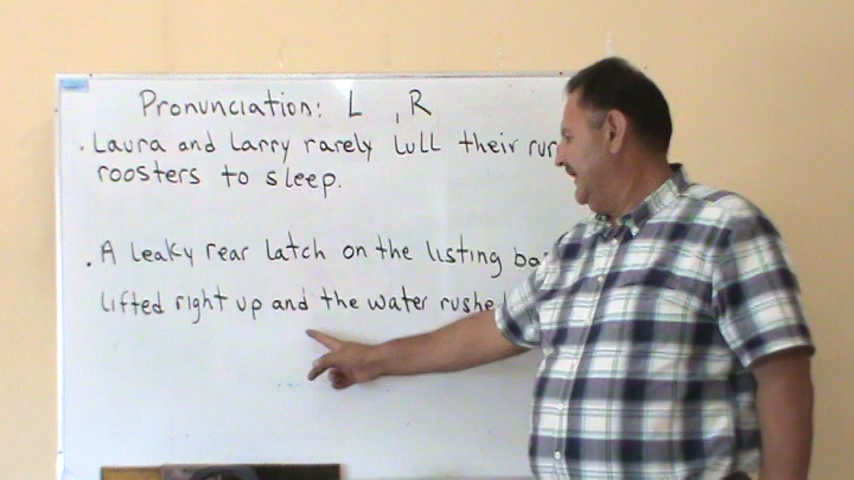 Pronunciation: L , R
. Laura and Larry rarely lull their
roosters to sleep.
. A leaky rear latch on the listing
lifted right up and the water rushed